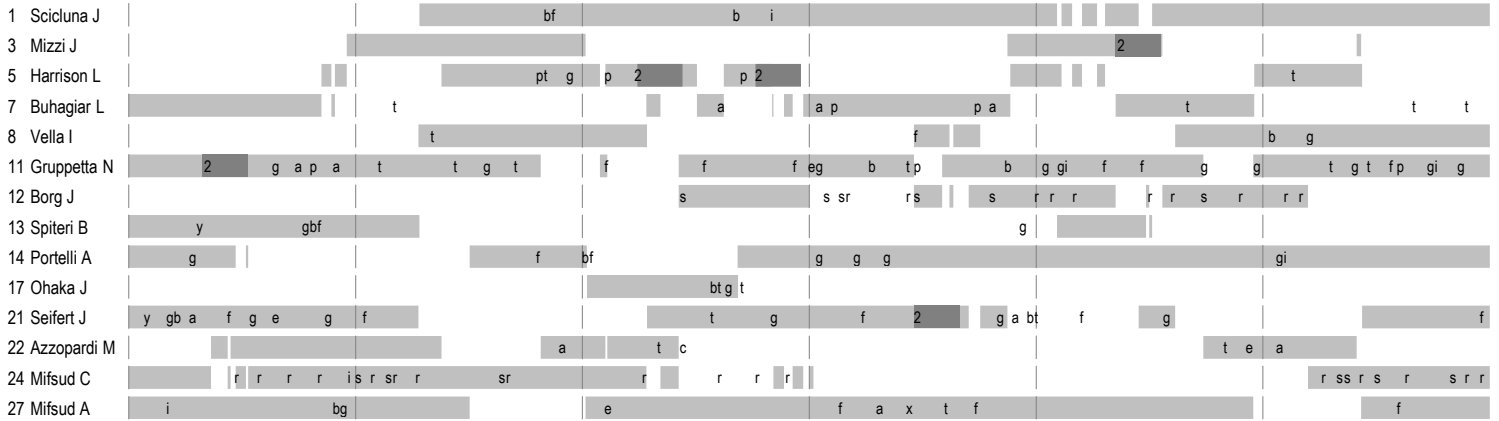 1 Scicluna J bf b i
3 Mizzi J 2
5 Harrison L pt g p 2 p 2 t
7 Buhagiar L t a a p p a t t t
8 Vella I t f b g
11 Gruppetta N 2 g a p a t t g t f f f eg b t p b g gi f f g g t g t f p gi g
12 Borg J s s sr r s s r r r r r s r r r
13 Spiteri B y gbf g
14 Portelli A g f bf g g g gi
17 Ohaka J bt g t
21 Seifert J y gb a f g e g f t g f 2 g a bt f g f
22 Azzopardi M a t c t e a
24 Mifsud C r r r r i s r sr r sr r r r r r ss r s r s r r
27 Mifsud A i bg e f a x t f f